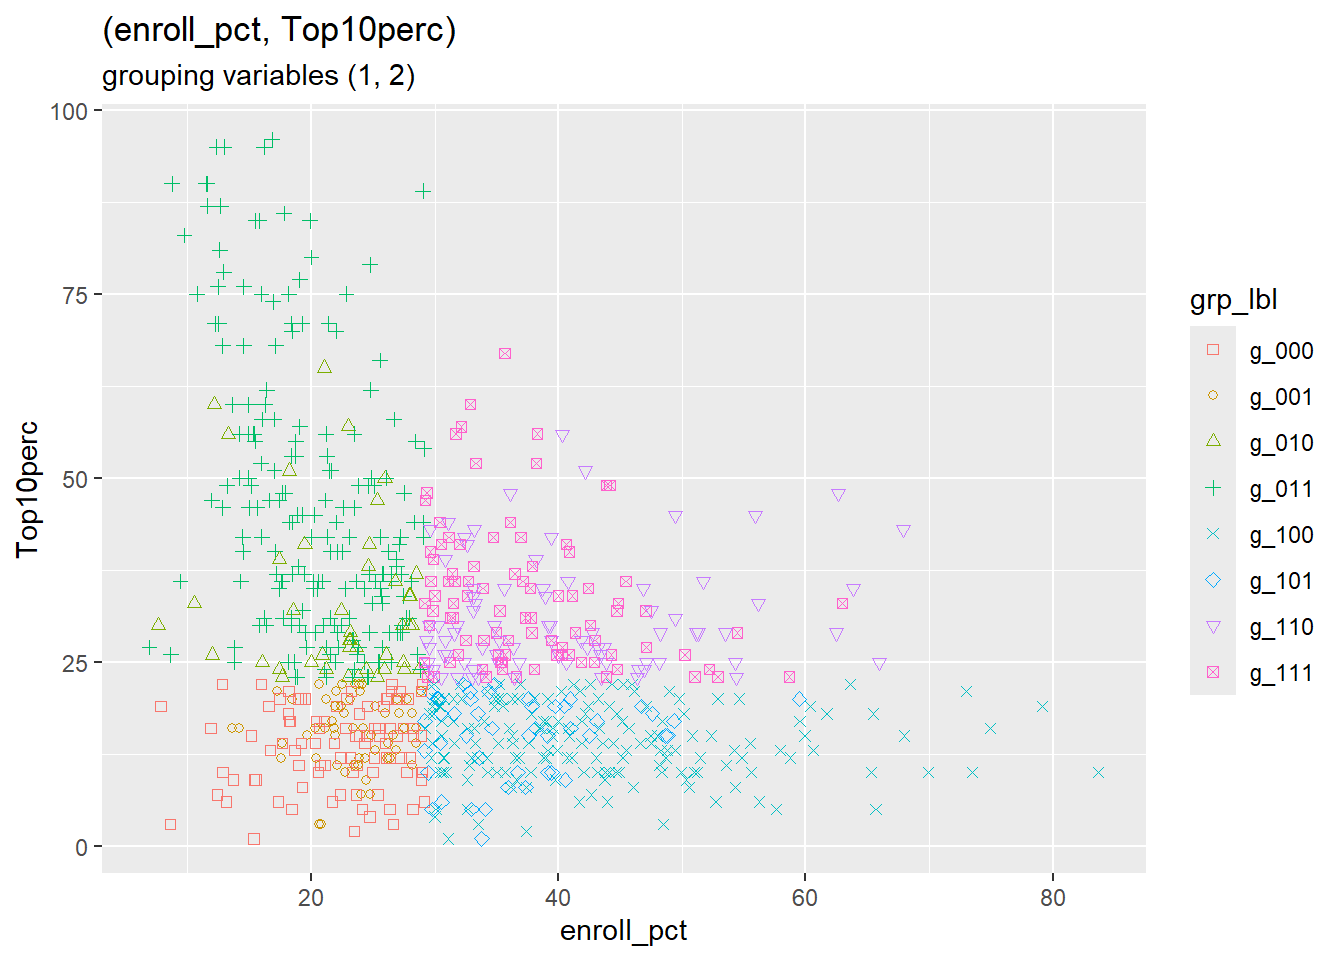 (enroll_pct, Top10perc)
grouping variables (1, 2)
100
75
50
25
0
Top10perc
20
40
60
80
enroll_pct
grp_lbl
g_000
g_001
g_010
g_011
g_100
g_101
g_110
g_111